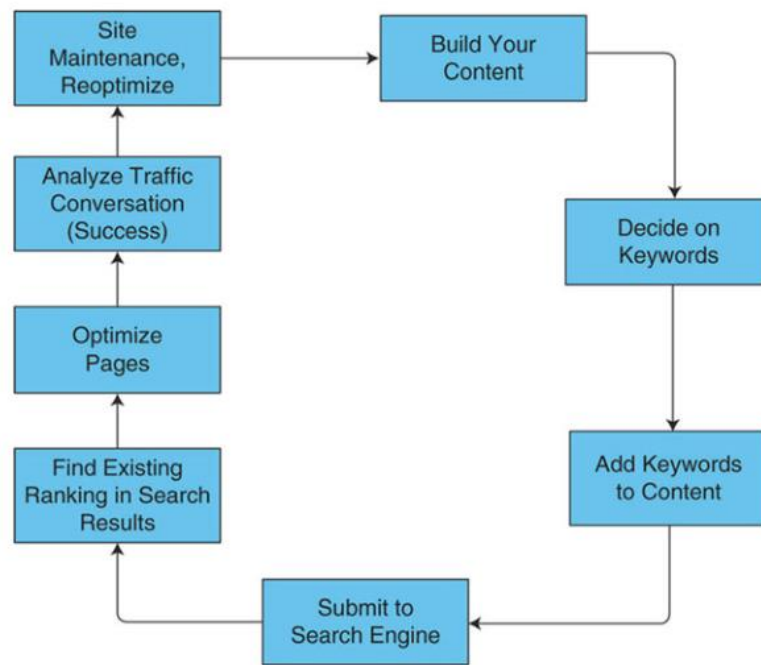 Site
Maintenance,
Reoptimize
Build Your
Content
Analyze Traffic
Conversation
(Success)
Decide on
Keywords
Optimize
Pages
Find Existing
Ranking in Search
Results
Add Keywords
to Content
Submit to
Search Engine